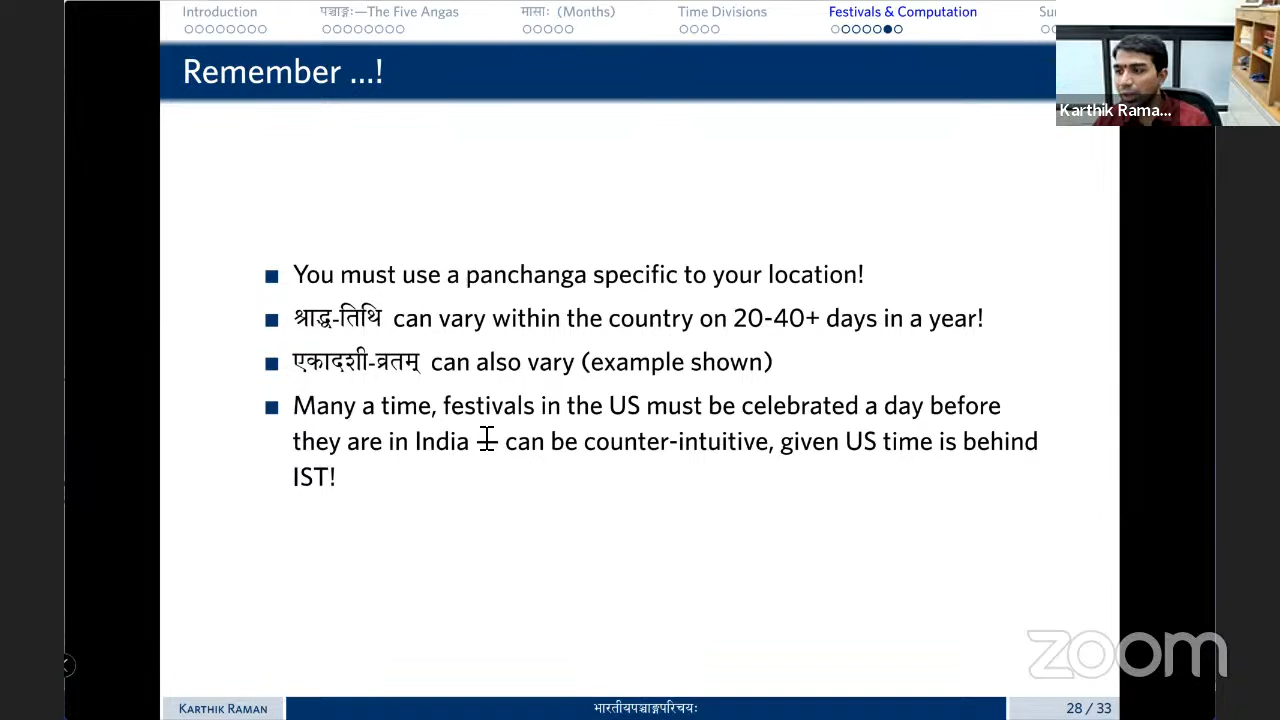 Introduction
पञ्चाङ्गः—The Five Angas
मासाः (Months)
Time Divisions
Festivals & Computation
Su
Remember ...!
Karthik Rama...
You must use a panchanga specific to your location!
श्राद्ध-तिथि can vary within the country on 20-40+ days in a year!
एकादशी-व्रतम् can also vary (example shown)
Many a time, festivals in the US must be celebrated a day before
they are in India — can be counter-intuitive, given US time is behind
IST!
zoom
KARTHIK RAMAN
भारतीयपञ्चाङ्गपरिचयः
28 / 33